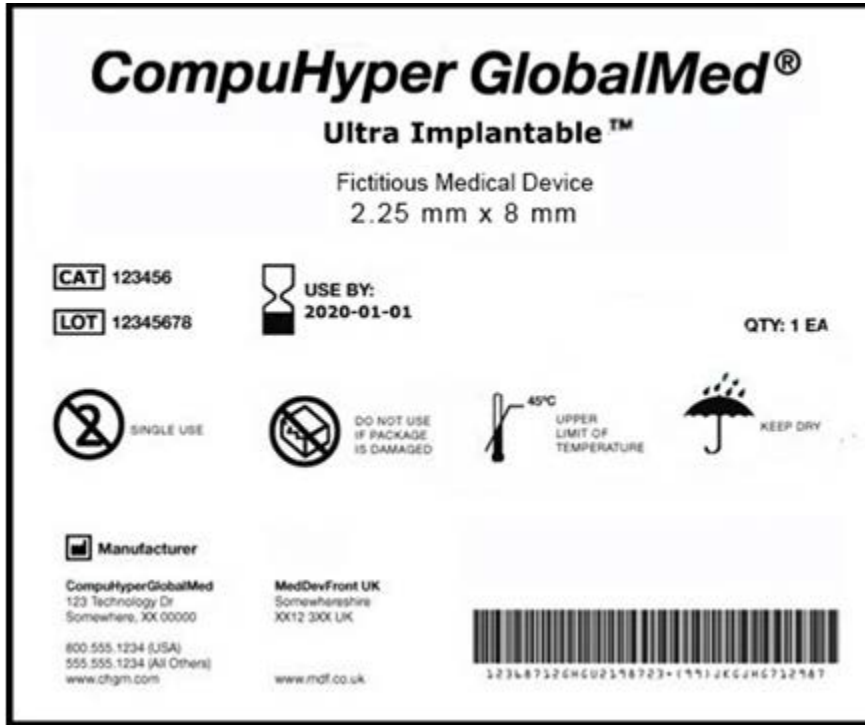 CompuHyper GlobalMed®
Ultra Implantable™
Fictitious Medical Device
2.25 mm x 8 mm
CAT 123456
LOT 12345678
USE BY:
2020-01-01
QTY: 1 EA
2
SINGLE USE
DO NOT USE
IF PACKAGE
IS DAMAGED
45°C
UPPER
LIMIT OF
TEMPERATURE
KEEP DRY
Manufacturer
CompuHyperGlobalMed
123 Technology Dr
Somewhere, XX 00000
800.555.1234 (USA)
555.555.1234 (All Others)
www.chgm.com
MedDevFront UK
Somewhereshire
XX12 3XX UK
www.mdf.co.uk